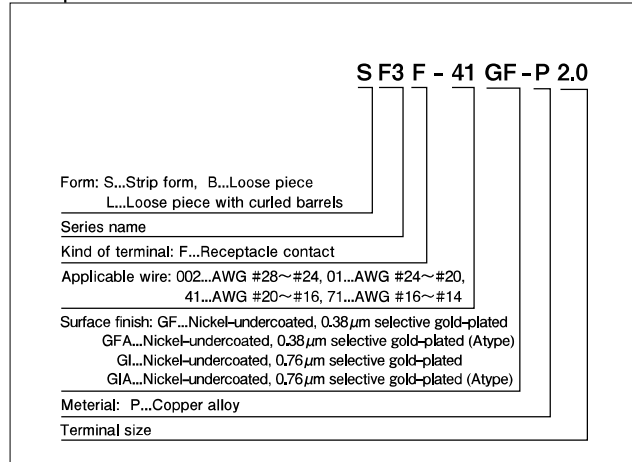 S F3 F - 41 GF - P 2.0
Form: S...Strip form, B...Loose piece
L...Loose piece with curled barrels
Series name
Kind of terminal: F...Receptacle contact
Applicable wire: 002...AWG #28～#24, 01...AWG #24～#20,
41...AWG #20～#16, 71...AWG #16～#14
Surface finish: GF...Nickel-undercoated, 0.38μm selective gold-plated
GFA...Nickel-undercoated, 0.38μm selective gold-plated (Atype)
GI...Nickel-undercoated, 0.76μm selective gold-plated
GIA...Nickel-undercoated, 0.76μm selective gold-plated (Atype)
Meterial: P...Copper alloy
Terminal size